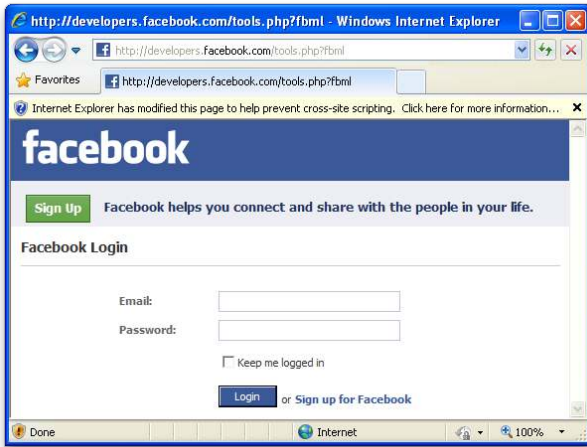 http://developers.facebook.com/tools.php?fbml - Windows Internet Explorer
http://developers.facebook.com/tools.php?fbml
Favorites
http://developers.facebook.com/tools.php?fbml
Internet Explorer has modified this page to help prevent cross-site scripting. Click here for more information...
facebook
Sign Up Facebook helps you connect and share with the people in your life.
Facebook Login
Email:
Password:
Keep me logged in
Login or Sign up for Facebook
Done Internet 100%